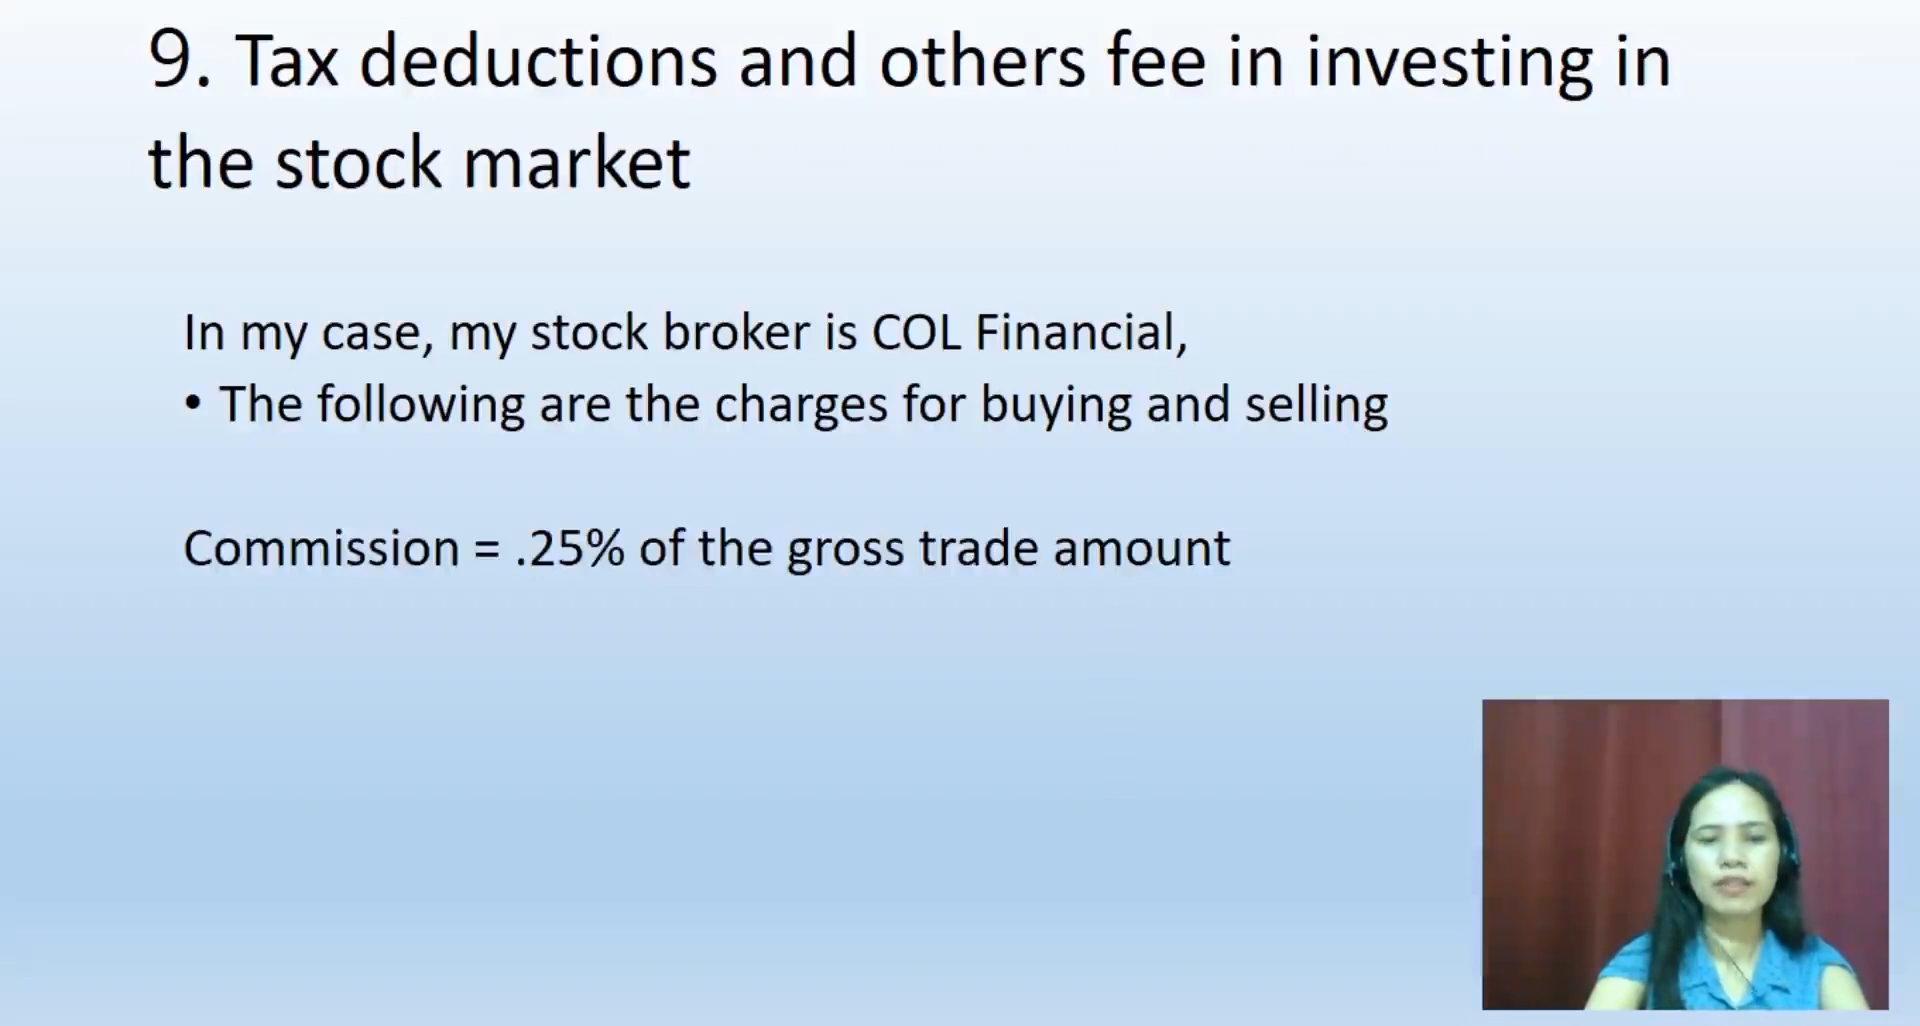 9. Tax deductions and others fee in investing in
the stock market
In my case, my stock broker is COL Financial,
• The following are the charges for buying and selling
Commission = .25% of the gross trade amount